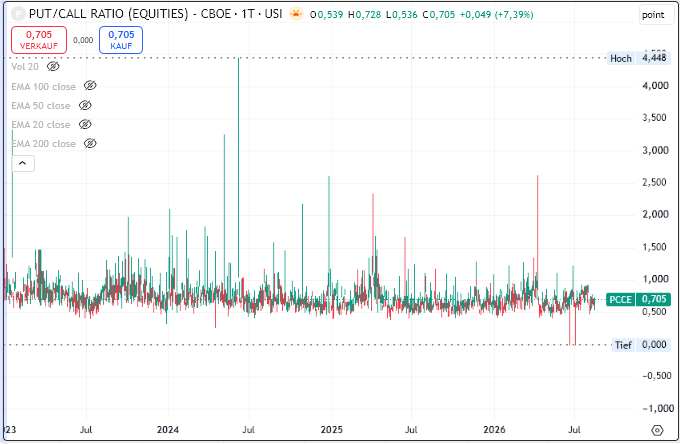 PUT/CALL RATIO (EQUITIES) - CBOE · 1T · USI O0,539 H0,728 L0,536 C0,705 +0,049 (+7,39%)
point
0,705 VERKAUF
0,000
0,705 KAUF
Vol 20
EMA 100 close
EMA 50 close
EMA 20 close
EMA 200 close
Hoch 4,448
4,000
3,500
3,000
2,500
2,000
1,500
1,000
PCCE 0,705
0,500
Tief 0,000
−0,500
−1,000
23 Jul 2024 Jul 2025 Jul 2026 Jul